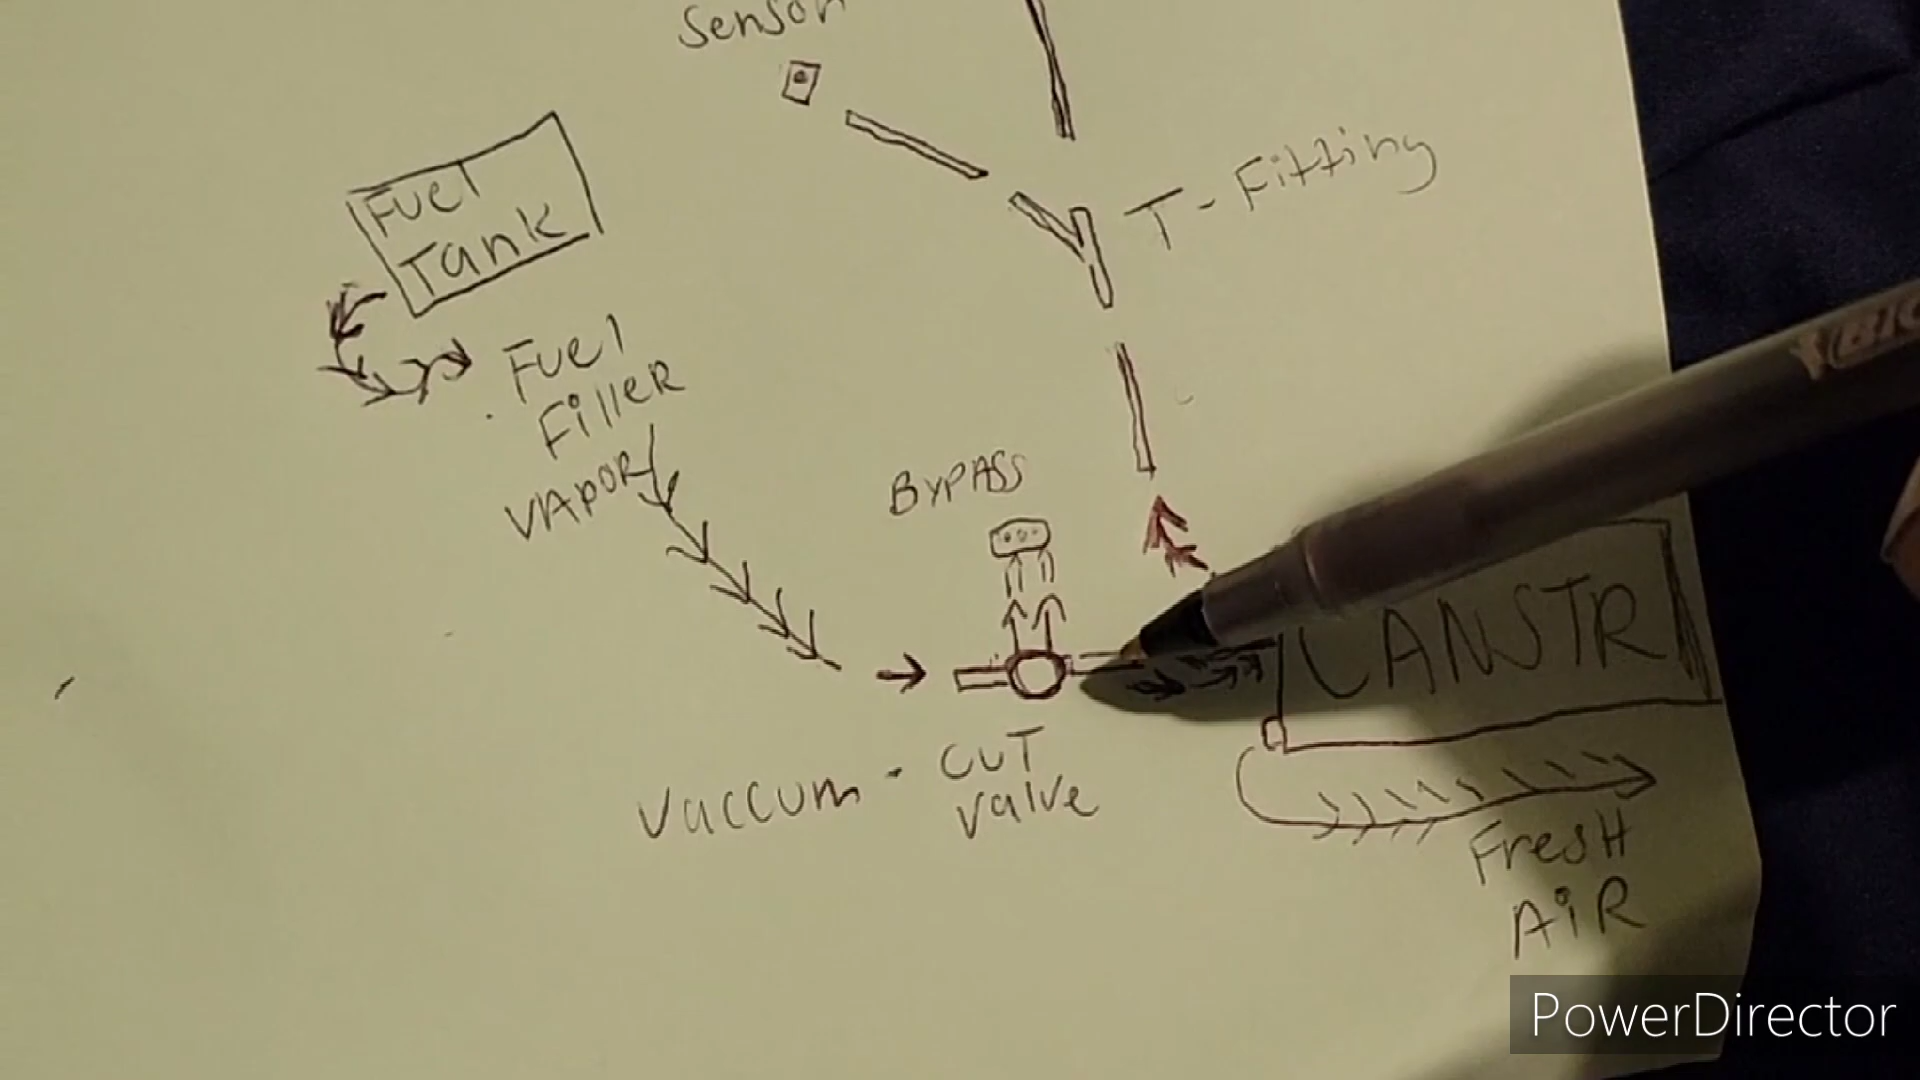 Sensor
T-Fitting
Fuel
Tank
Fuel
Filler
VAPOR
BYPASS
CANSTR
Vaccum - CUT
valve
FresH
AiR
BIC
PowerDirector